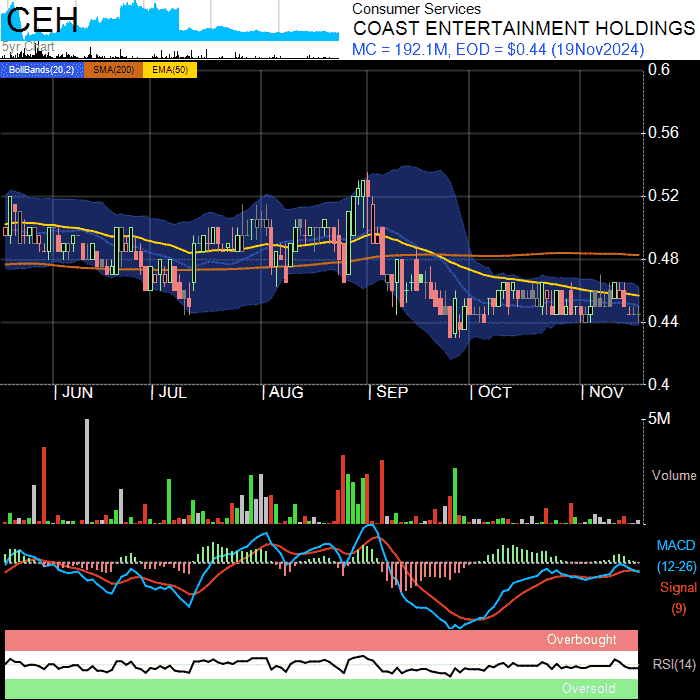 CEH
5yr Chart
Consumer Services
COAST ENTERTAINMENT HOLDINGS
MC = 192.1M, EOD = $0.44 (19Nov2024)
BollBands(20,2) SMA(200) EMA(50)
0.6
0.56
0.52
0.48
0.44
0.4
JUN JUL AUG SEP OCT NOV
5M
Volume
MACD
(12-26)
Signal
(9)
Overbought
RSI(14)
Oversold